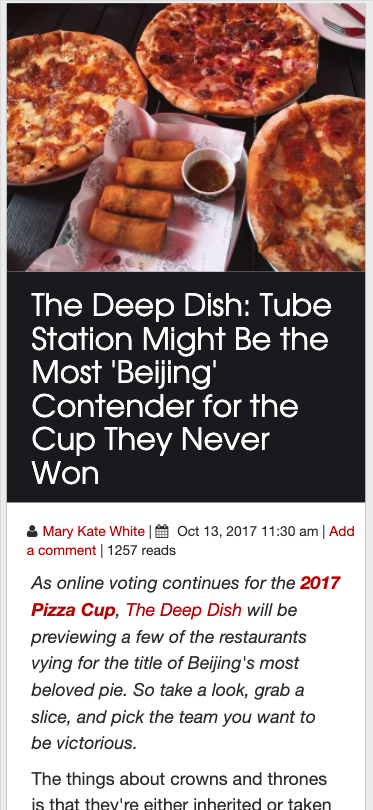 The Deep Dish: Tube
Station Might Be the
Most 'Beijing'
Contender for the
Cup They Never
Won
Mary Kate White | Oct 13, 2017 11:30 am | Add
a comment | 1257 reads
As online voting continues for the 2017
Pizza Cup, The Deep Dish will be
previewing a few of the restaurants
vying for the title of Beijing's most
beloved pie. So take a look, grab a
slice, and pick the team you want to
be victorious.
The things about crowns and thrones
is that they're either inherited or taken